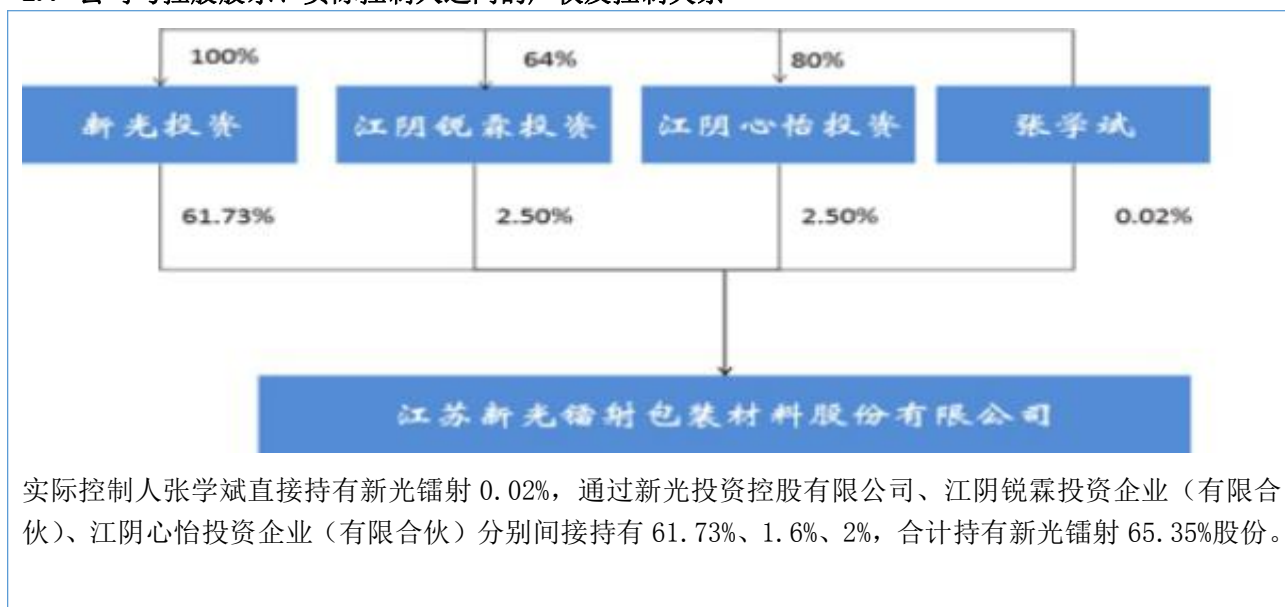 100%
64%
80%
新光投资
江阴锐霖投资
江阴心怡投资
张学斌
61.73%
2.50%
2.50%
0.02%
江苏新光镭射包装材料股份有限公司
实际控制人张学斌直接持有新光镭射 0.02%，通过新光投资控股有限公司、江阴锐霖投资企业（有限合
伙）、江阴心怡投资企业（有限合伙）分别间接持有 61.73%、1.6%、2%，合计持有新光镭射 65.35%股份。